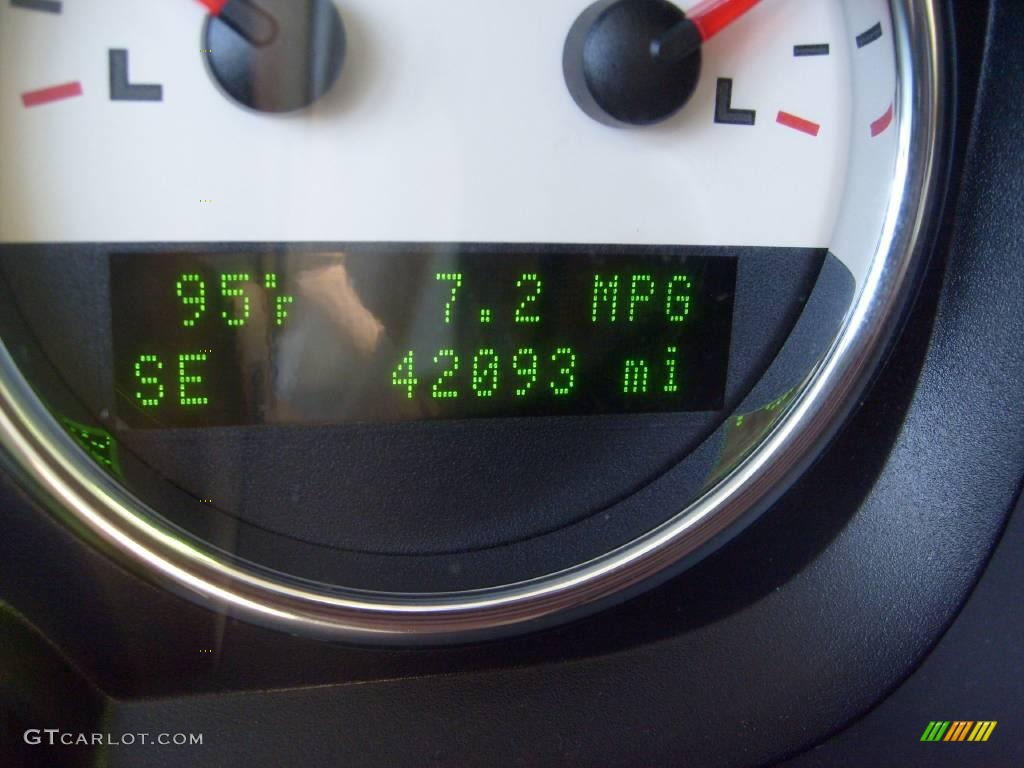 L L
95°F 7.2 MPG
SE 42093 mi
GTCARLOT.COM